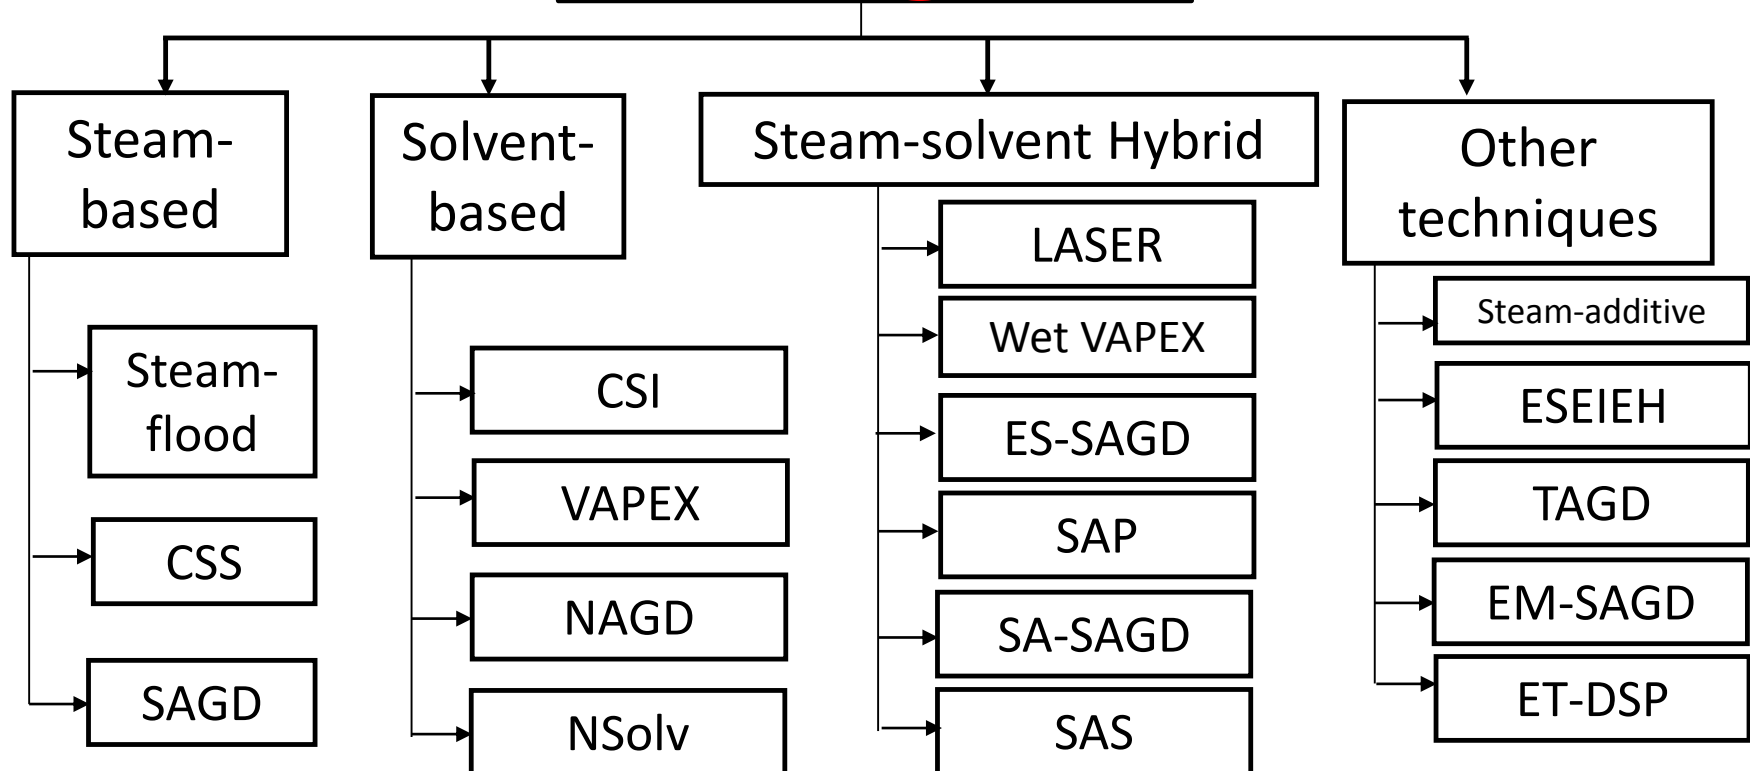 Steam-
based
Steam-
flood
CSS
SAGD
Solvent-
based
CSI
VAPEX
NAGD
NSolv
Steam-solvent Hybrid
LASER
Wet VAPEX
ES-SAGD
SAP
SA-SAGD
SAS
Other
techniques
Steam-additive
ESEIEH
TAGD
EM-SAGD
ET-DSP